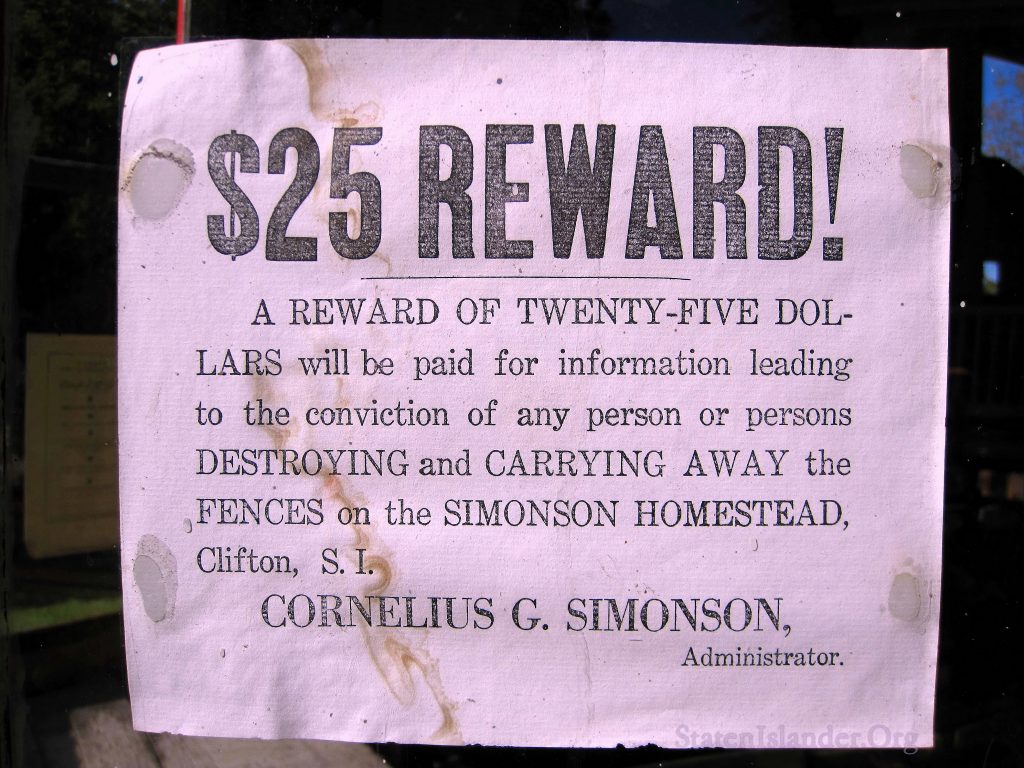 $25 REWARD!
A REWARD OF TWENTY-FIVE DOL-
LARS will be paid for information leading
to the conviction of any person or persons
DESTROYING and CARRYING AWAY the
FENCES on the SIMONSON HOMESTEAD,
Clifton, S. I.
CORNELIUS G. SIMONSON,
Administrator.
StatenIslander.Org